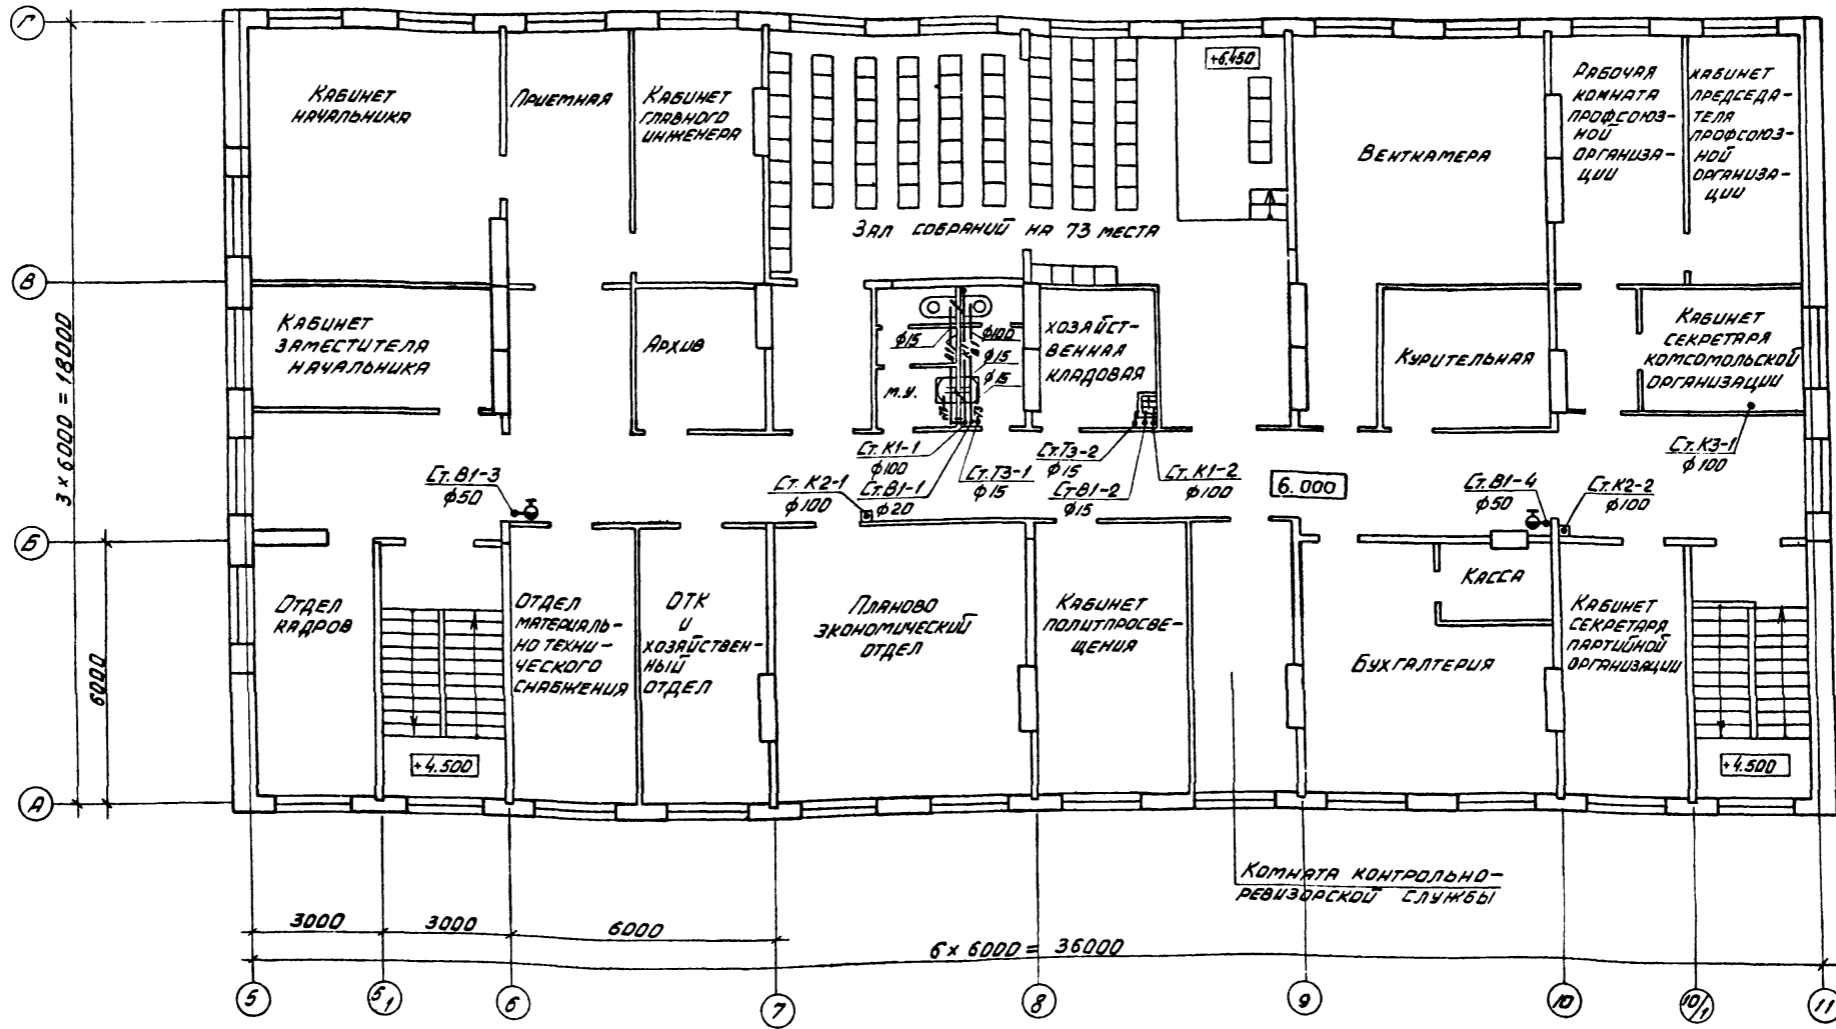 Г
+6.450
КАБИНЕТ
НАЧАЛЬНИКА
ПРИЕМНАЯ
КАБИНЕТ
ГЛАВНОГО
ИНЖЕНЕРА
ВЕНТКАМЕРА
РАБОЧАЯ
КОМНАТА
ПРОФСОЮЗ-
НОЙ
ОРГАНИЗА-
ЦИИ
КАБИНЕТ
ПРЕДСЕДА-
ТЕЛЯ
ПРОФСОЮЗ-
НОЙ
ОРГАНИЗА-
ЦИИ
ЗАЛ СОБРАНИЙ НА 73 МЕСТА
В
3 × 6000 = 18000
КАБИНЕТ
ЗАМЕСТИТЕЛЯ
НАЧАЛЬНИКА
АРХИВ
М.У.
ф15
В1
К1
В1
ф100
ф15
ф15
Т3
Т3
ХОЗЯЙСТ-
ВЕННАЯ
КЛАДОВАЯ
КУРИТЕЛЬНАЯ
КАБИНЕТ
СЕКРЕТАРЯ
КОМСОМОЛЬСКОЙ
ОРГАНИЗАЦИИ
Ст.В1-3
ф50
Ст.К2-1
ф100
Ст.К1-1
ф100
Ст.В1-1
ф20
Ст.Т3-1
ф15
Ст.Т3-2
ф15
Ст.В1-2
ф15
Ст.К1-2
ф100
6.000
Ст.В1-4
ф50
Ст.К2-2
ф100
Ст.К3-1
ф100
Б
6000
ОТДЕЛ
КАДРОВ
ОТДЕЛ
МАТЕРИАЛЬ-
НО ТЕХНИ-
ЧЕСКОГО
СНАБЖЕНИЯ
ОТК
И
ХОЗЯЙСТВЕН-
НЫЙ
ОТДЕЛ
ПЛАНОВО
ЭКОНОМИЧЕСКИЙ
ОТДЕЛ
КАБИНЕТ
ПОЛИТПРОСВЕ-
ЩЕНИЯ
КАССА
БУХГАЛТЕРИЯ
КАБИНЕТ
СЕКРЕТАРЯ
ПАРТИЙНОЙ
ОРГАНИЗАЦИИ
+4.500
+4.500
А
КОМНАТА КОНТРОЛЬНО-
РЕВИЗОРСКОЙ СЛУЖБЫ
3000
3000
6000
6 × 6000 = 36000
5
5/1
6
7
8
9
10
10/1
11